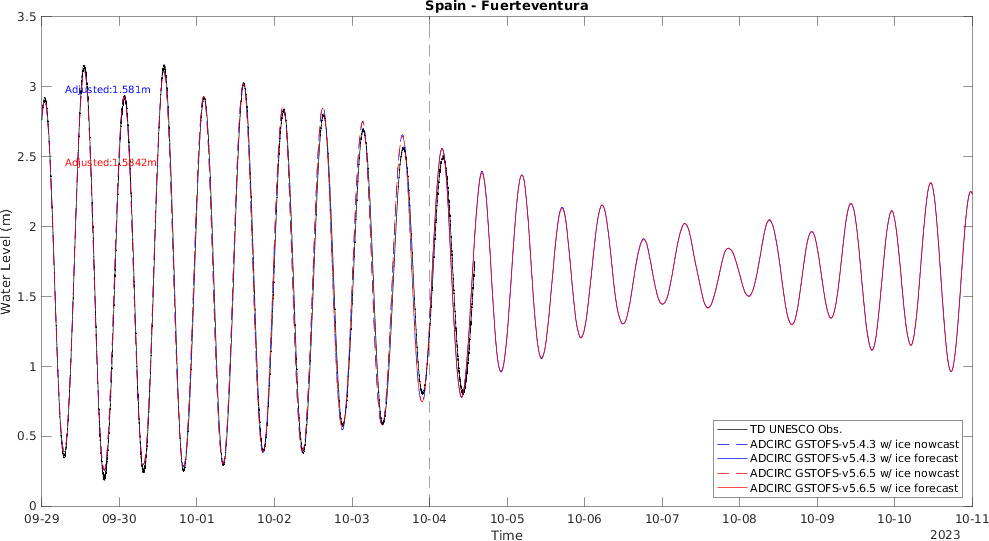 Spain - Fuerteventura
3.5
3
2.5
2
1.5
1
0.5
0
Water Level (m)
Adjusted:1.581m
Adjusted:1.5842m
TD UNESCO Obs.
ADCIRC GSTOFS-v5.4.3 w/ ice nowcast
ADCIRC GSTOFS-v5.4.3 w/ ice forecast
ADCIRC GSTOFS-v5.6.5 w/ ice nowcast
ADCIRC GSTOFS-v5.6.5 w/ ice forecast
09-29 09-30 10-01 10-02 10-03 10-04 10-05 10-06 10-07 10-08 10-09 10-10 10-11
Time
2023